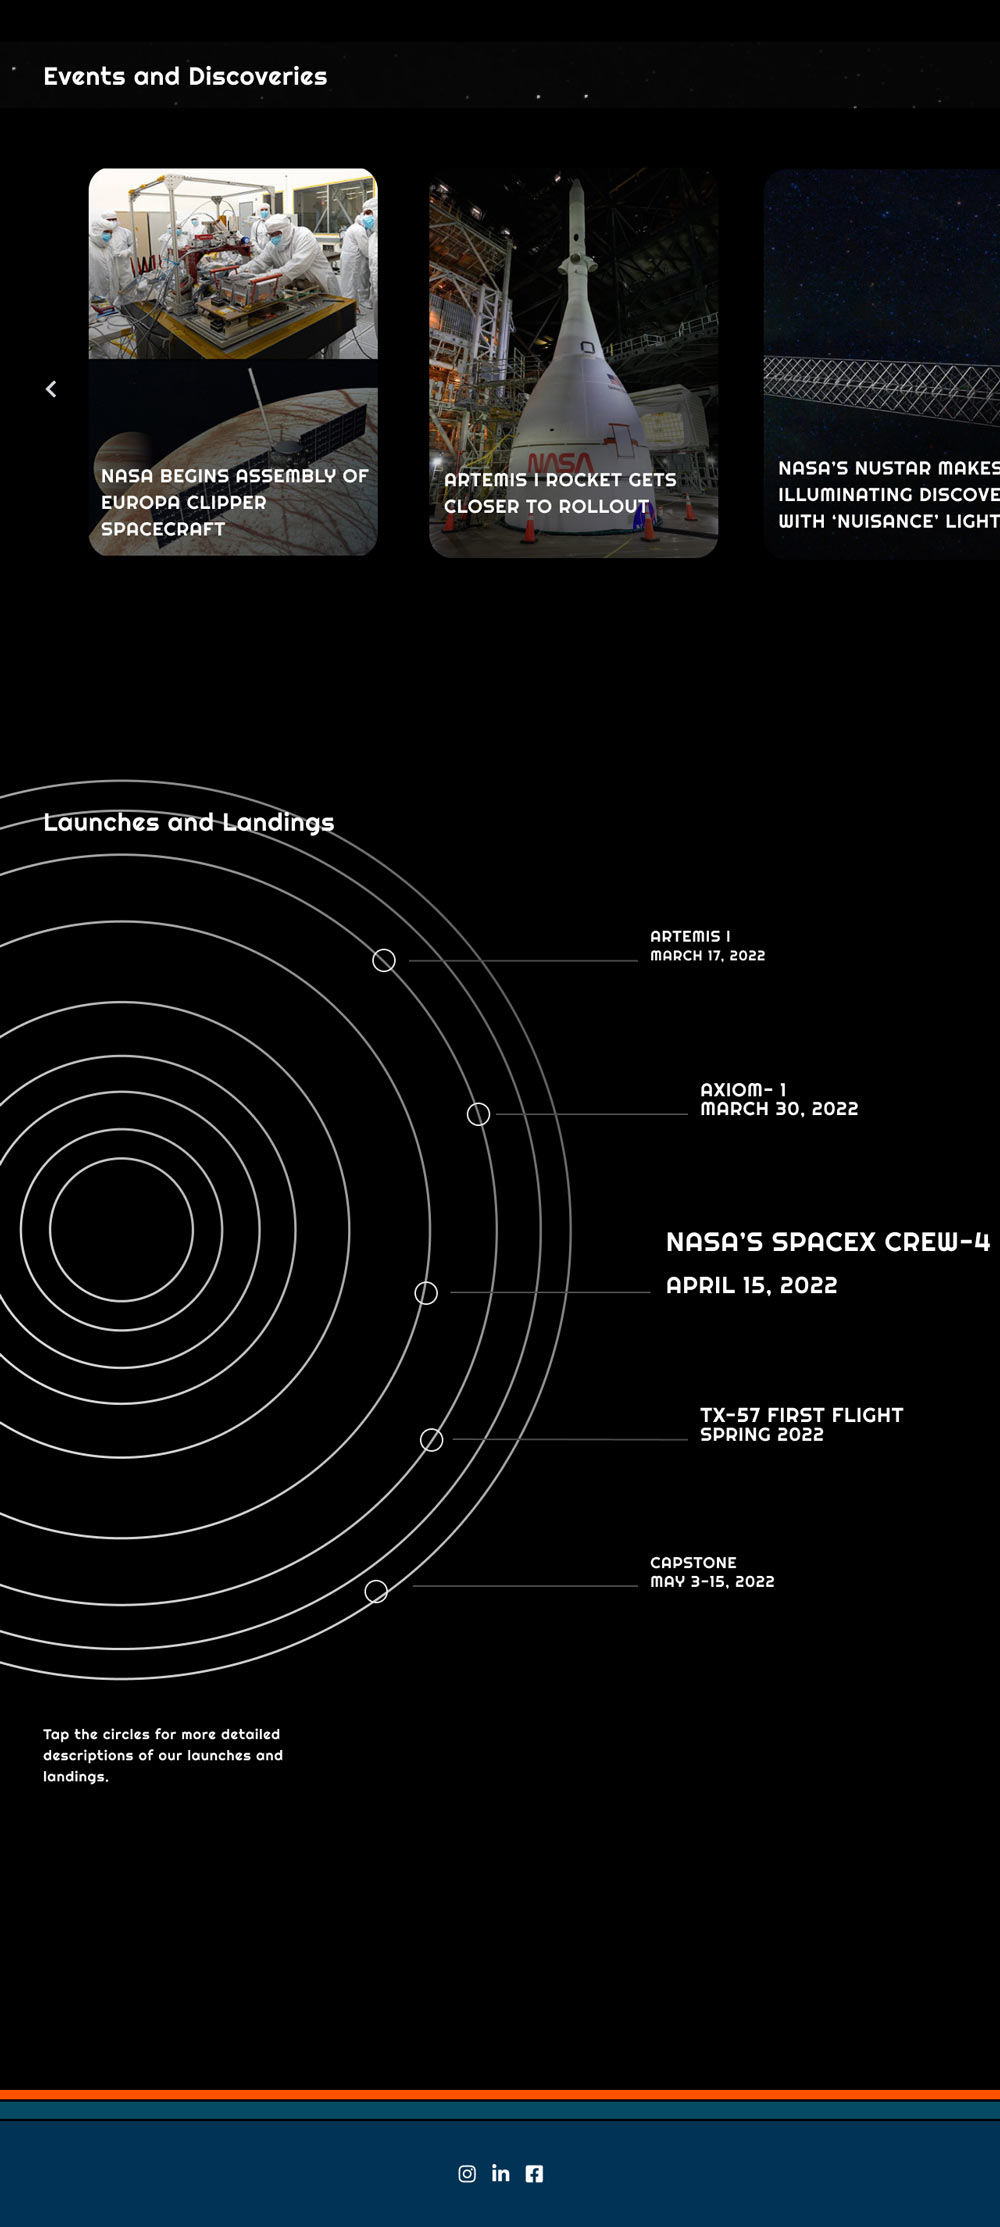 Events and Discoveries
NASA BEGINS ASSEMBLY OF
EUROPA CLIPPER
SPACECRAFT
NASA
ARTEMIS I ROCKET GETS
CLOSER TO ROLLOUT
NASA'S NUSTAR MAKES
ILLUMINATING DISCOVE
WITH ‘NUISANCE’ LIGHT
Launches and Landings
ARTEMIS I
MARCH 17, 2022
AXIOM- 1
MARCH 30, 2022
NASA'S SPACEX CREW-4
APRIL 15, 2022
TX-57 FIRST FLIGHT
SPRING 2022
CAPSTONE
MAY 3-15, 2022
Tap the circles for more detailed
descriptions of our launches and
landings.